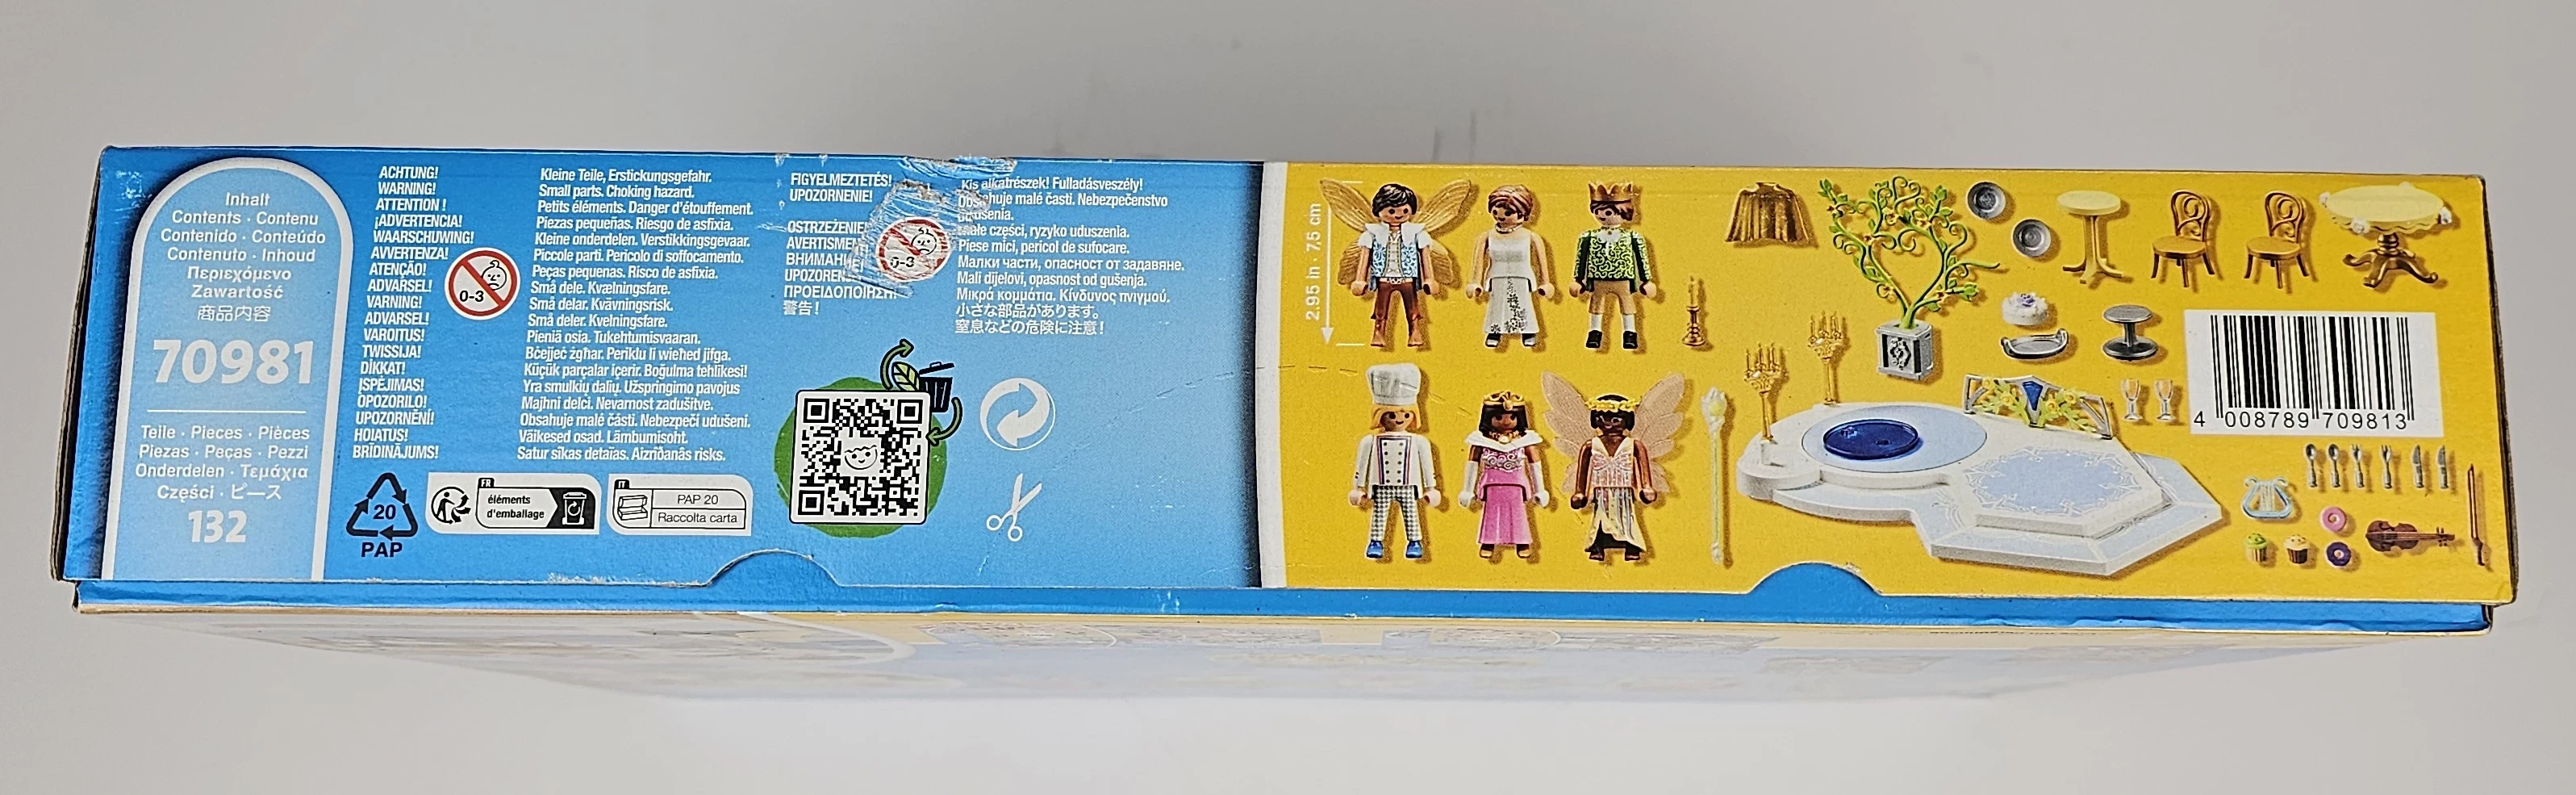 Inhalt
Contents · Contenu
Contenido · Conteúdo
Contenuto · Inhoud
Περιεχόμενο
Zawartość
商品内容
70981
Teile · Pieces · Pièces
Piezas · Peças · Pezzi
Onderdelen · Τεμάχια
Części · ピース
132
ACHTUNG!
WARNING!
ATTENTION !
¡ADVERTENCIA!
WAARSCHUWING!
AVVERTENZA!
ATENÇÃO!
ADVARSEL!
VARNING!
ADVARSEL!
VAROITUS!
TWISSIJA!
DİKKAT!
ĮSPĖJIMAS!
OPOZORILO!
UPOZORNĚNÍ!
HOIATUS!
BRĪDINĀJUMS!
0-3
Kleine Teile, Erstickungsgefahr.
Small parts. Choking hazard.
Petits éléments. Danger d'étouffement.
Piezas pequeñas. Riesgo de asfixia.
Kleine onderdelen. Verstikkingsgevaar.
Piccole parti. Pericolo di soffocamento.
Peças pequenas. Risco de asfixia.
Små dele. Kvælningsfare.
Små delar. Kvävningsrisk.
Små deler. Kvelningsfare.
Pieniä osia. Tukehtumisvaaran.
Bċejjeċ żgħar. Periklu li wieħed jifga.
Küçük parçalar içerir. Boğulma tehlikesi!
Yra smulkių dalių. Užspringimo pavojus
Majhni delci. Nevarnost zadušitve.
Obsahuje malé části. Nebezpečí udušení.
Väikesed osad. Lämbumisoht.
Satur sīkas detaļas. Aizrīšanās risks.
20
PAP
FR
éléments
d'emballage
IT
PAP 20
Raccolta carta
FIGYELMEZTETÉS!
UPOZORNENIE!
OSTRZEŻENIE
AVERTISMEN
ВНИМАНИ
UPOZOREN
ΠΡΟΕΙΔΟΠΟΙΗΣΗ!
警告!
0-3
Kis alkatrészek! Fulladásveszély!
Obsahuje malé časti. Nebezpečenstvo
udusenia.
Małe części, ryzyko uduszenia.
Piese mici, pericol de sufocare.
Малки части, опасност от задавяне.
Mali dijelovi, opasnost od gušenja.
Μικρά κομμάτια. Κίνδυνος πνιγμού.
小さな部品があります。
窒息などの危険に注意!
2.95 in · 7,5 cm
4 008789 709813